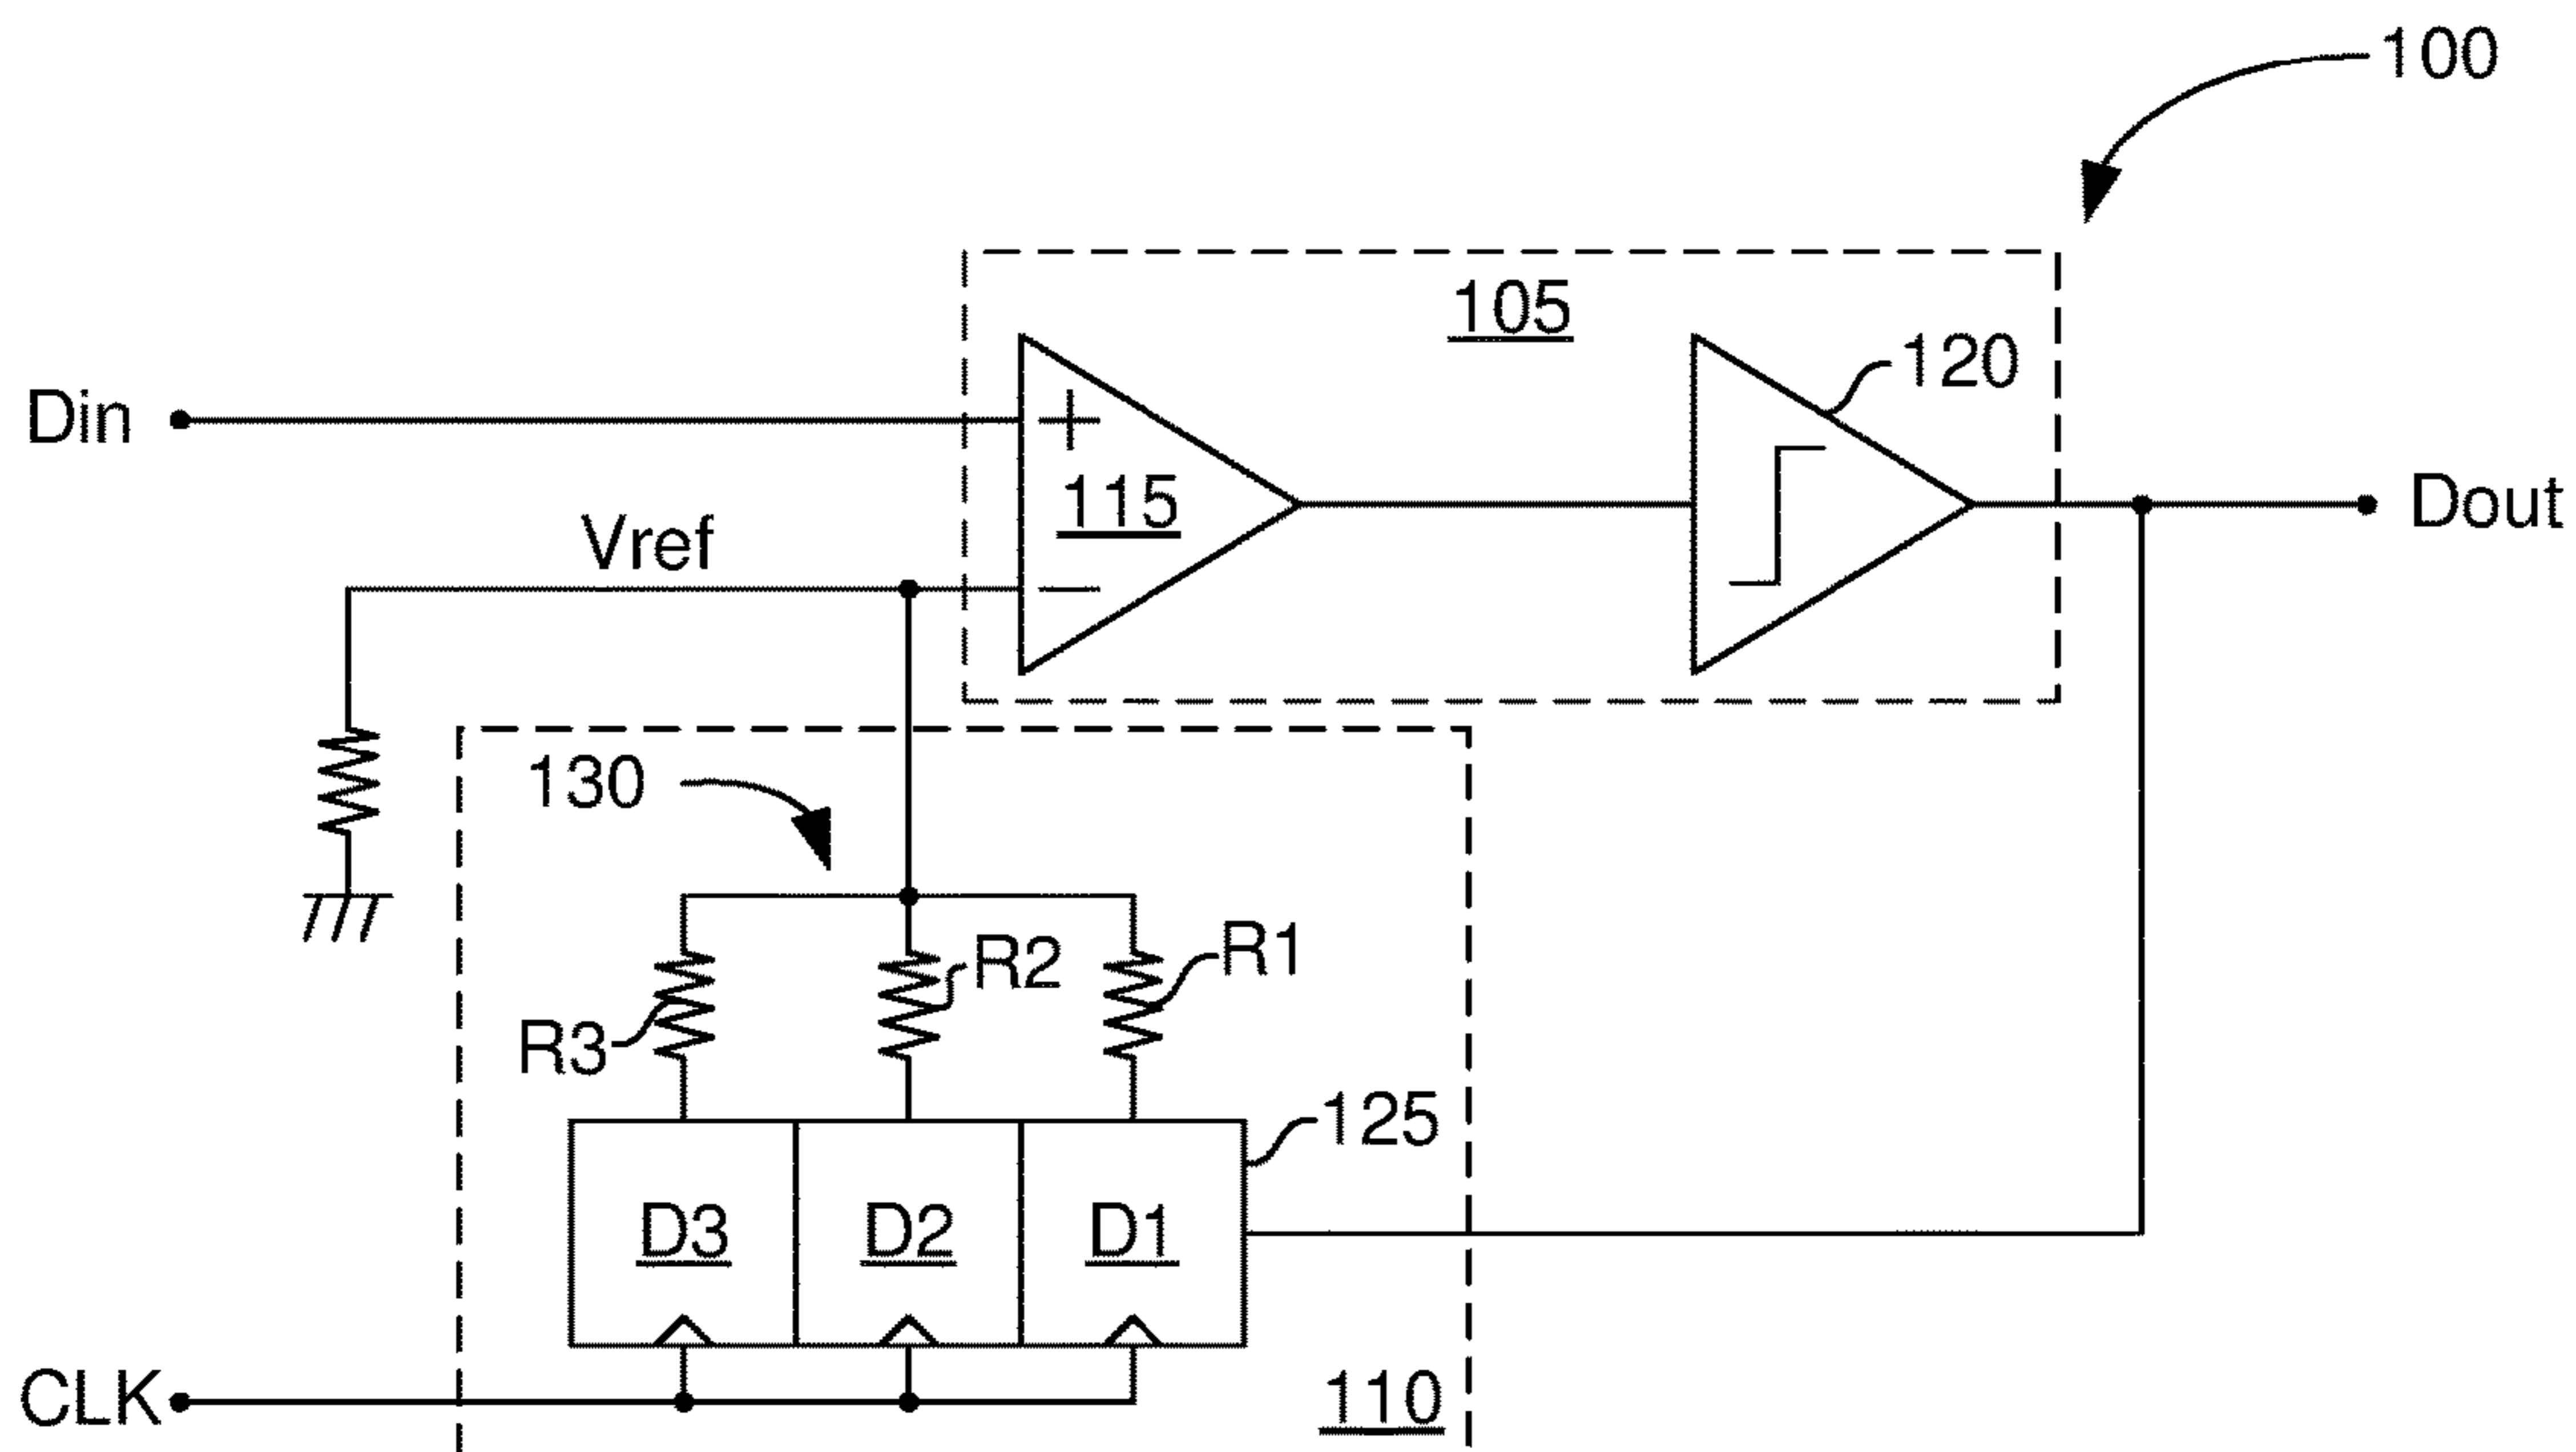 100
105
120
Din
+
115
Dout
Vref
−
130
R2
R1
R3
125
D3 D2 D1
CLK
110